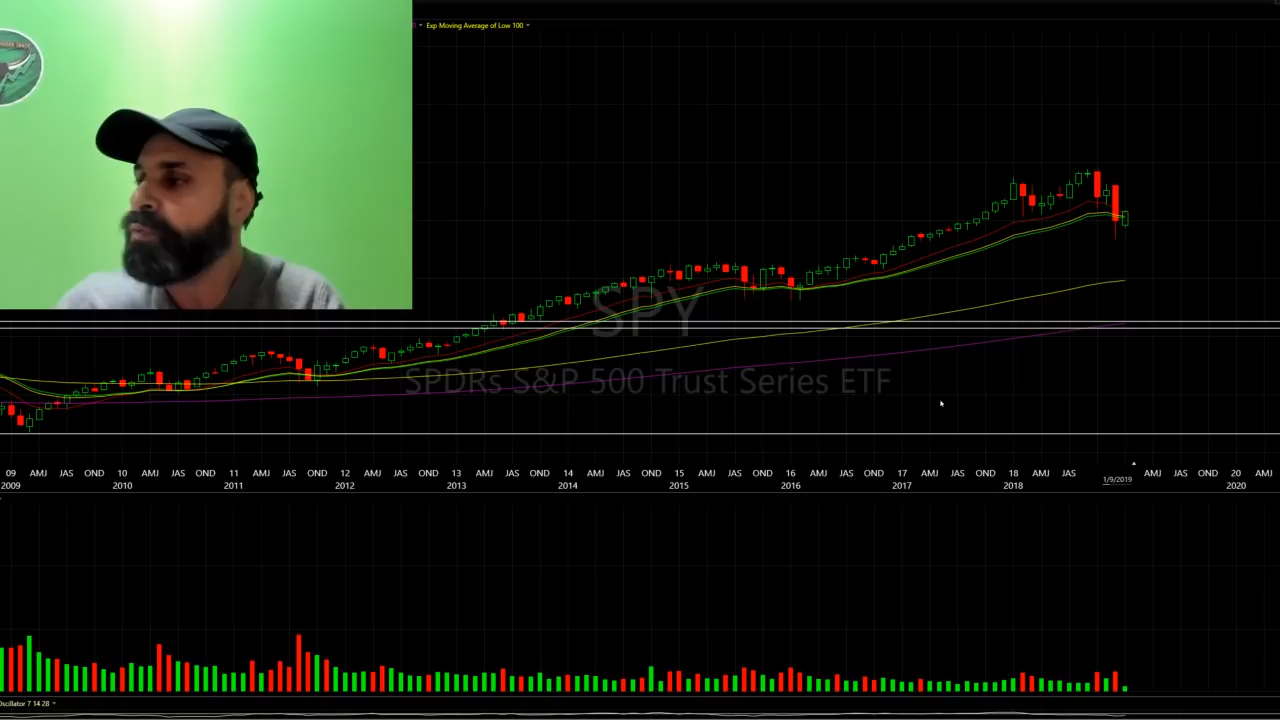 Exp Moving Average of Low 100
SPY
SPDRs S&P 500 Trust Series ETF
09 AMJ JAS OND 10 AMJ JAS OND 11 AMJ JAS OND 12 AMJ JAS OND 13 AMJ JAS OND 14 AMJ JAS OND 15 AMJ JAS OND 16 AMJ JAS OND 17 AMJ JAS OND 18 AMJ JAS AMJ JAS OND 20 AMJ
2009 2010 2011 2012 2013 2014 2015 2016 2017 2018 1/9/2019 2020
Oscillator 7 14 28